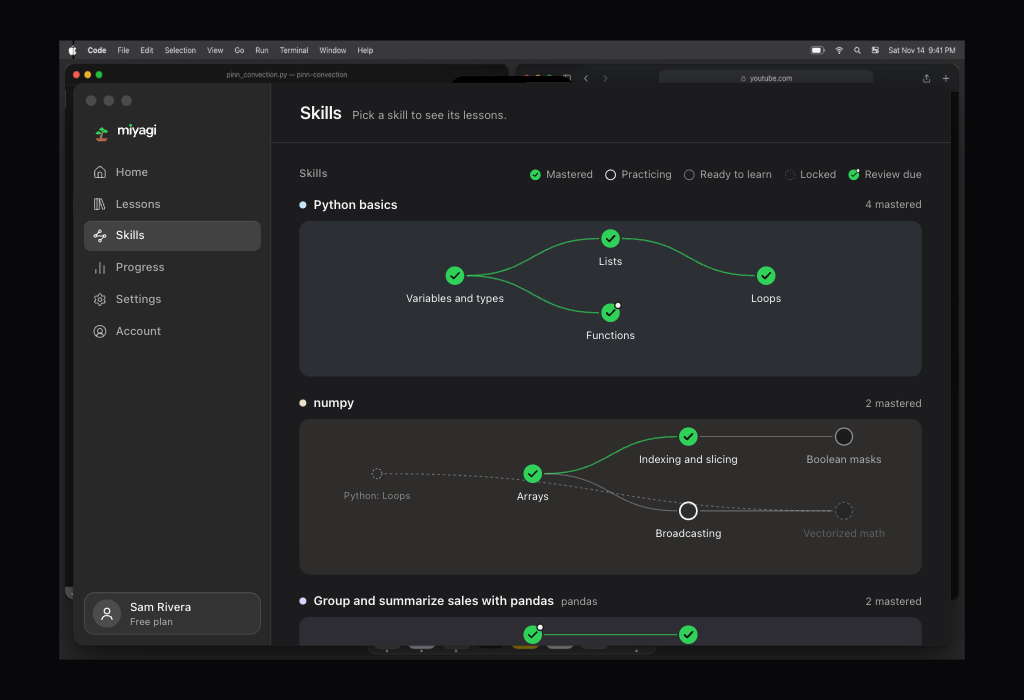 Code File Edit Selection View Go Run Terminal Window Help Sat Nov 14 9:41 PM
pinn_convection.py — pinn-convection
youtube.com
miyagi
Home
Lessons
Skills
Progress
Settings
Account
Sam Rivera
Free plan
Skills Pick a skill to see its lessons.
Skills Mastered Practicing Ready to learn Locked Review due
Python basics 4 mastered
Lists
Variables and types Loops
Functions
numpy 2 mastered
Indexing and slicing Boolean masks
Python: Loops Arrays
Broadcasting Vectorized math
Group and summarize sales with pandas pandas 2 mastered